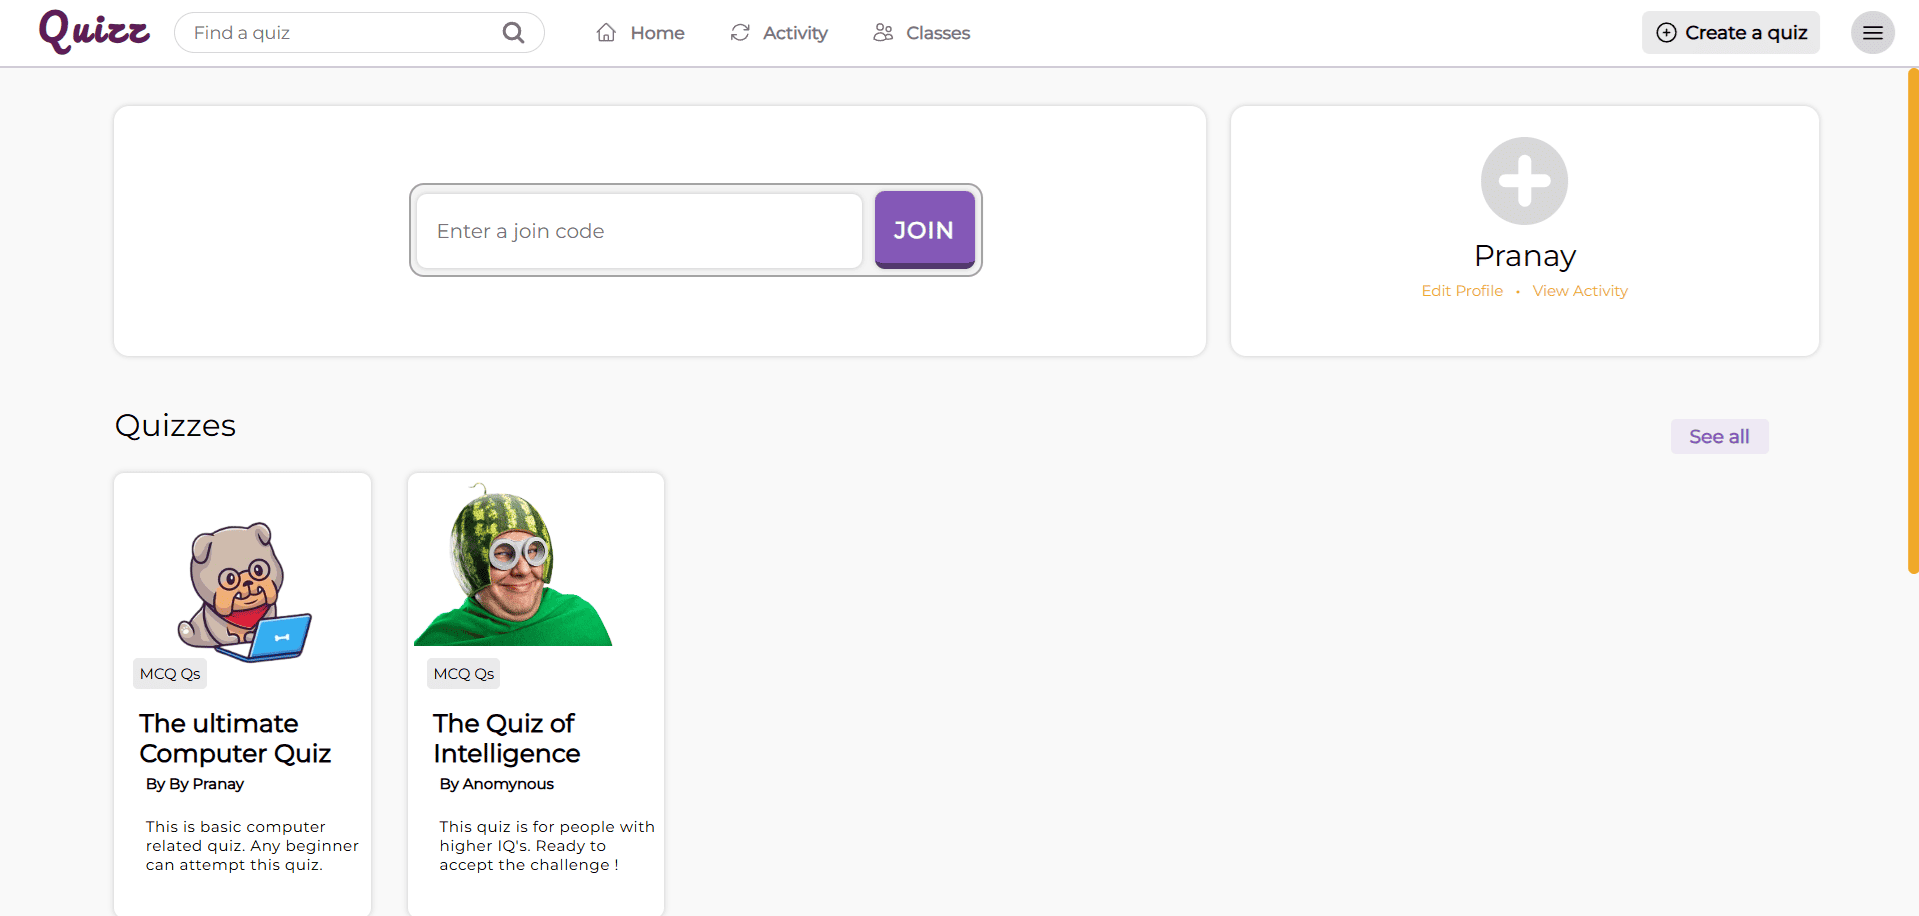 Quizz
Find a quiz
Home
Activity
Classes
Create a quiz
Enter a join code
JOIN
Pranay
Edit Profile • View Activity
Quizzes
See all
MCQ Qs
The ultimate
Computer Quiz
By By Pranay
This is basic computer
related quiz. Any beginner
can attempt this quiz.
MCQ Qs
The Quiz of
Intelligence
By Anomynous
This quiz is for people with
higher IQ's. Ready to
accept the challenge !